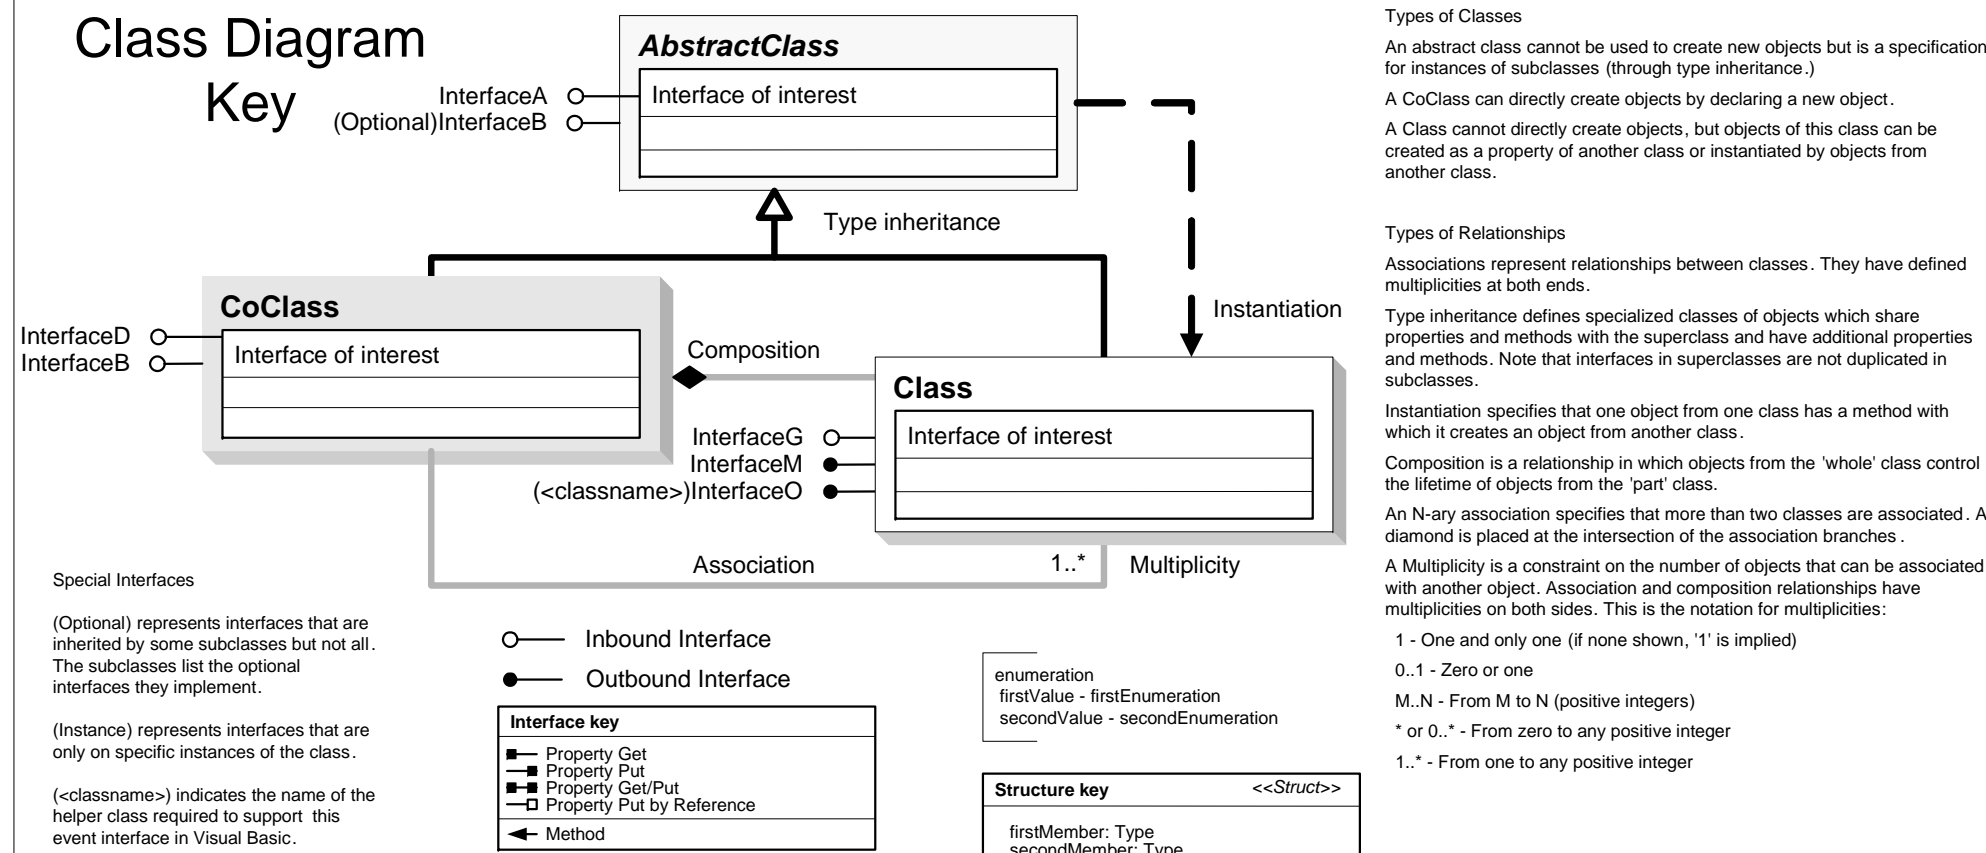 Class Diagram
Key
AbstractClass
Interface of interest
InterfaceA
(Optional)InterfaceB
Type inheritance
Instantiation
CoClass
Interface of interest
InterfaceD
InterfaceB
Composition
Class
Interface of interest
InterfaceG
InterfaceM
(<classname>)InterfaceO
Association
1..*
Multiplicity
Special Interfaces
(Optional) represents interfaces that are
inherited by some subclasses but not all.
The subclasses list the optional
interfaces they implement.
(Instance) represents interfaces that are
only on specific instances of the class.
(<classname>) indicates the name of the
helper class required to support this
event interface in Visual Basic.
Inbound Interface
Outbound Interface
Interface key
Property Get
Property Put
Property Get/Put
Property Put by Reference
Method
enumeration
firstValue - firstEnumeration
secondValue - secondEnumeration
Structure key
<<Struct>>
firstMember: Type
secondMember: Type
Types of Classes
An abstract class cannot be used to create new objects but is a specification
for instances of subclasses (through type inheritance.)
A CoClass can directly create objects by declaring a new object.
A Class cannot directly create objects, but objects of this class can be
created as a property of another class or instantiated by objects from
another class.
Types of Relationships
Associations represent relationships between classes. They have defined
multiplicities at both ends.
Type inheritance defines specialized classes of objects which share
properties and methods with the superclass and have additional properties
and methods. Note that interfaces in superclasses are not duplicated in
subclasses.
Instantiation specifies that one object from one class has a method with
which it creates an object from another class.
Composition is a relationship in which objects from the 'whole' class control
the lifetime of objects from the 'part' class.
An N-ary association specifies that more than two classes are associated. A
diamond is placed at the intersection of the association branches.
A Multiplicity is a constraint on the number of objects that can be associated
with another object. Association and composition relationships have
multiplicities on both sides. This is the notation for multiplicities:
1 - One and only one (if none shown, '1' is implied)
0..1 - Zero or one
M..N - From M to N (positive integers)
* or 0..* - From zero to any positive integer
1..* - From one to any positive integer